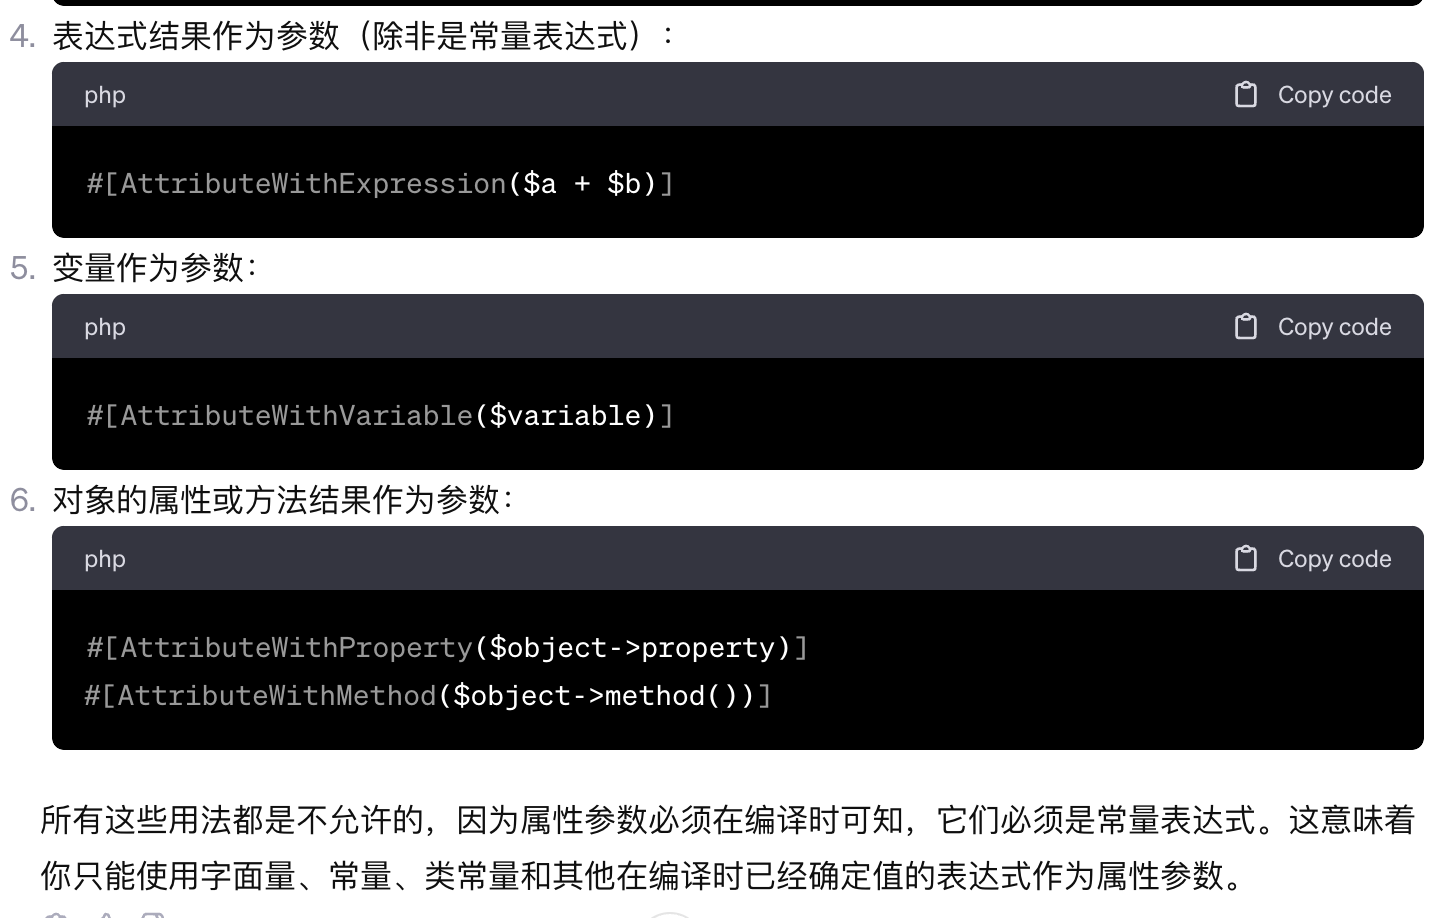 4. 表达式结果作为参数（除非是常量表达式）：
php Copy code
#[AttributeWithExpression($a + $b)]
5. 变量作为参数：
php Copy code
#[AttributeWithVariable($variable)]
6. 对象的属性或方法结果作为参数：
php Copy code
#[AttributeWithProperty($object->property)]
#[AttributeWithMethod($object->method())]
所有这些用法都是不允许的，因为属性参数必须在编译时可知，它们必须是常量表达式。这意味着
你只能使用字面量、常量、类常量和其他在编译时已经确定值的表达式作为属性参数。